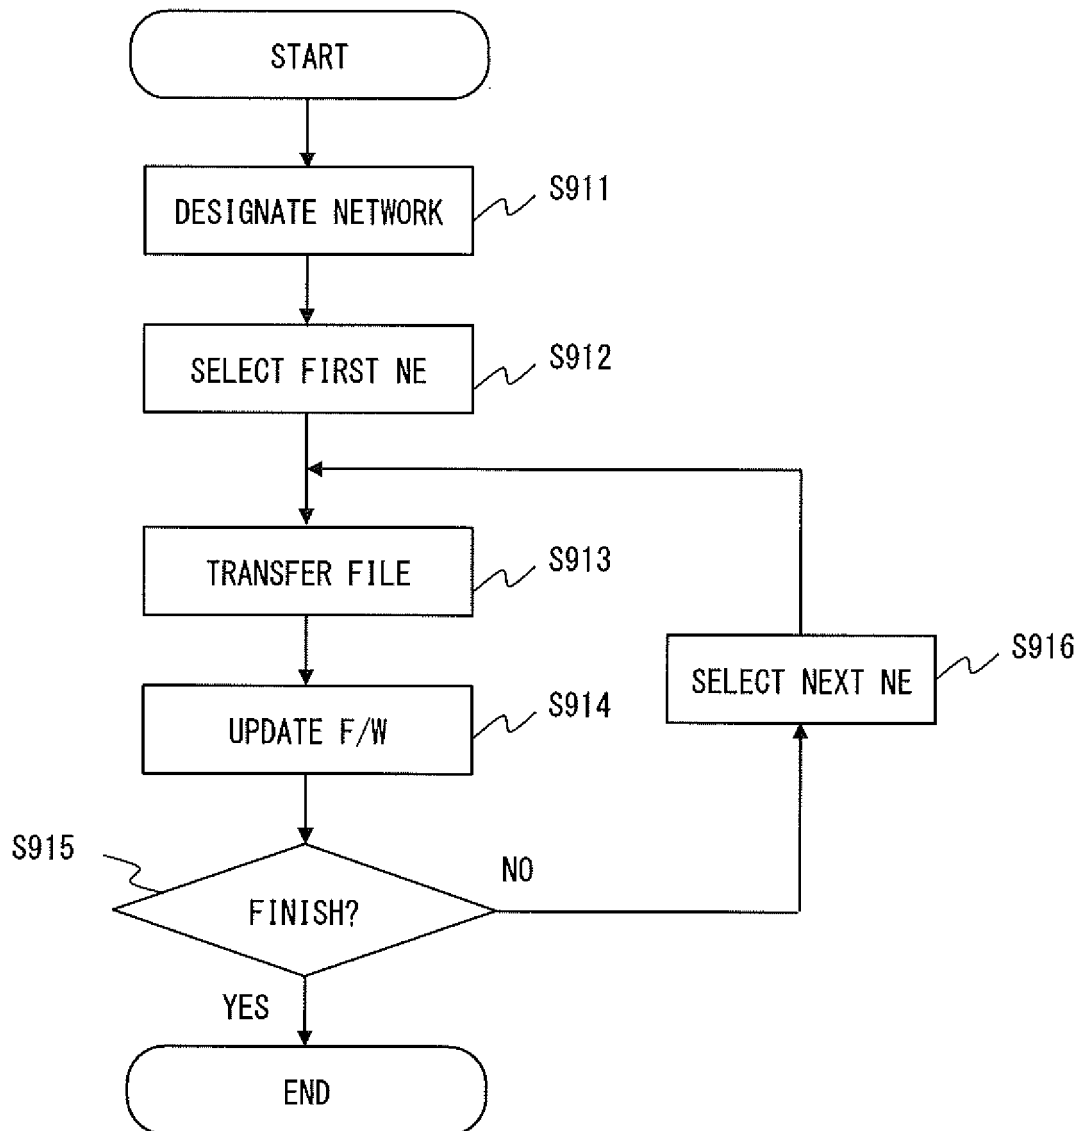 START
DESIGNATE NETWORK
S911
SELECT FIRST NE
S912
TRANSFER FILE
S913
SELECT NEXT NE
S916
UPDATE F/W
S914
S915
FINISH?
NO
YES
END